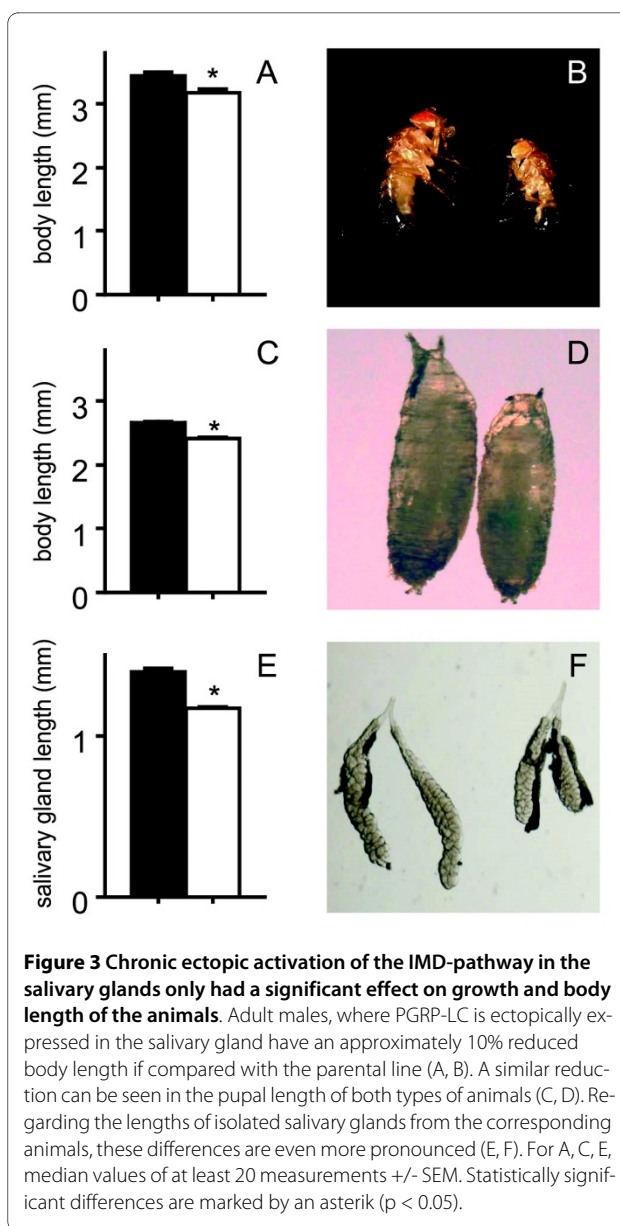 A
body length (mm)
3
2
1
0
*
B
C
body length (mm)
3
2
1
0
*
D
E
salivary gland length (mm)
1
0
*
F
Figure 3 Chronic ectopic activation of the IMD-pathway in the
salivary glands only had a significant effect on growth and body
length of the animals. Adult males, where PGRP-LC is ectopically ex-
pressed in the salivary gland have an approximately 10% reduced
body length if compared with the parental line (A, B). A similar reduc-
tion can be seen in the pupal length of both types of animals (C, D). Re-
garding the lengths of isolated salivary glands from the corresponding
animals, these differences are even more pronounced (E, F). For A, C, E,
median values of at least 20 measurements +/- SEM. Statistically signif-
icant differences are marked by an asterik (p < 0.05).